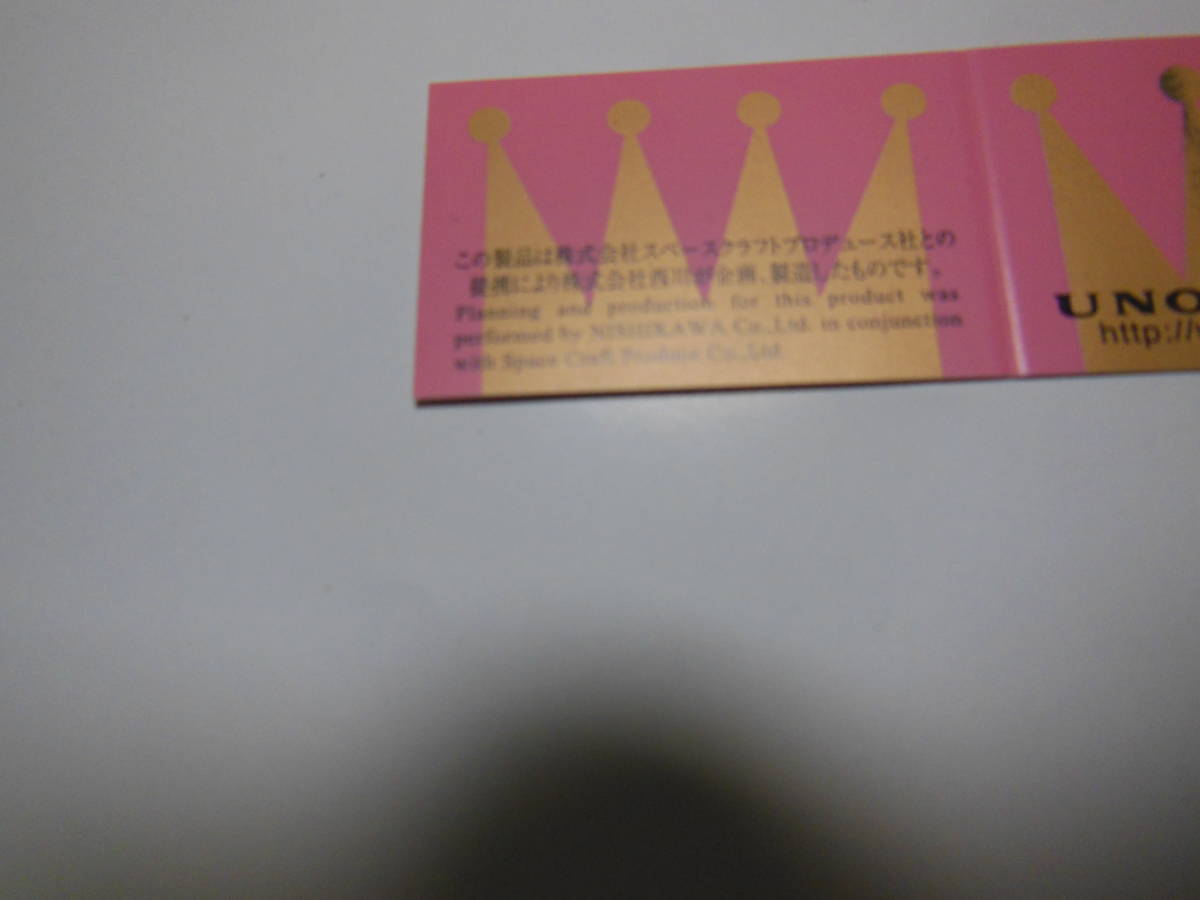 この製品は株式会社スペースクラフトプロデュース社との
提携により株式会社西川が企画、製造したものです。
Planning and production for this product was
performed by NISHIKAWA Co.,Ltd. in conjunction
with Space Craft Produce Co.,Ltd.
UNO
http://